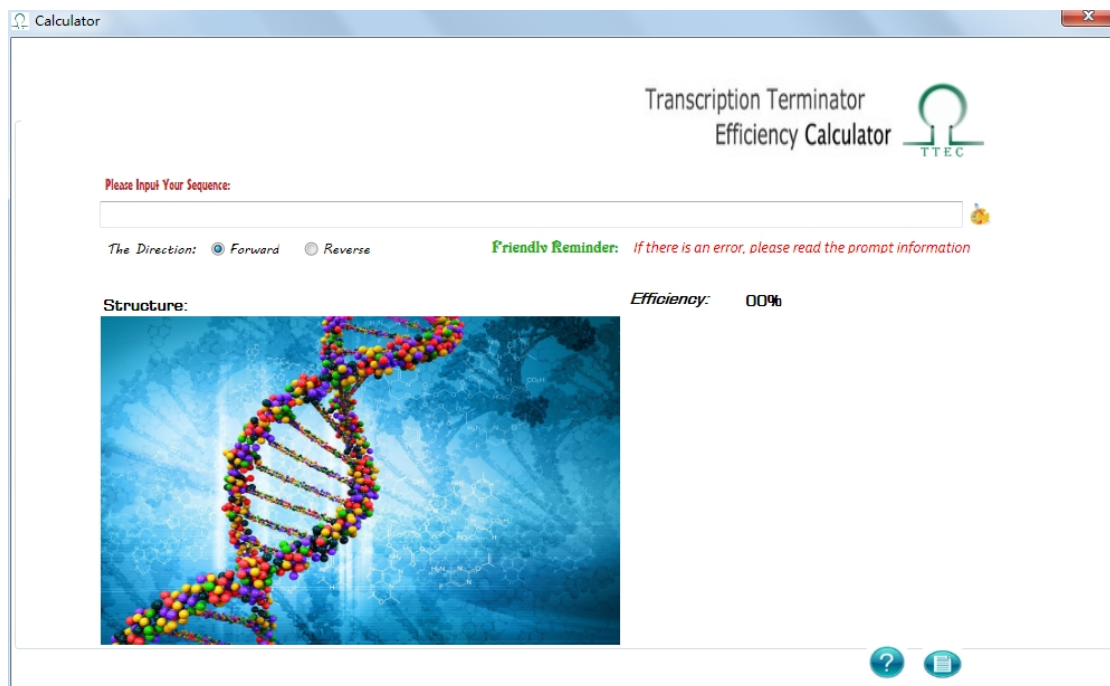 Calculator
Transcription Terminator
Efficiency Calculator
TTEC
Please Input Your Sequence:
The Direction: Forward Reverse
Friendly Reminder: If there is an error, please read the prompt information
Structure:
Efficiency: 00%
?